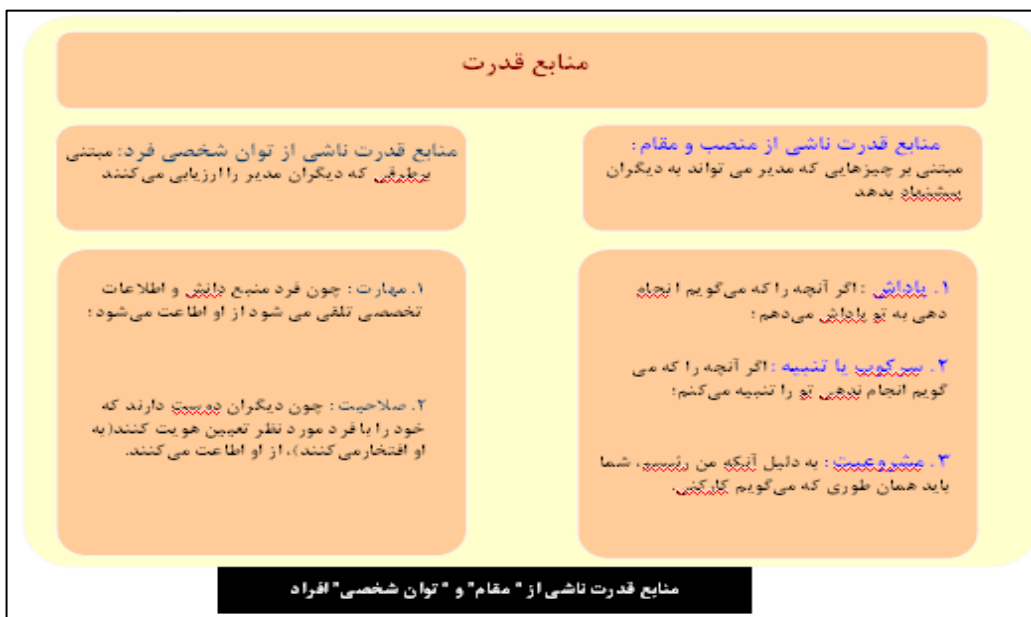 منابع قدرت
منابع قدرت ناشی از منصب و مقام :
مبتنی بر چیزهایی که مدیر می تواند به دیگران
پیشنهاد بدهد
منابع قدرت ناشی از توان شخصی فرد: مبتنی
برطرقی که دیگران مدیر را ارزیابی می‌کنند
۱. پاداش : اگر آنچه را که می‌گویم انجام
دهی به تو پاداش می‌دهم؛
۲. سرکوب یا تنبیه : اگر آنچه را که می
گویم انجام ندهی تو را تنبیه می‌کنم؛
۳. مشروعیت : به دلیل آنکه من رئیسم، شما
باید همان طوری که می‌گویم کارکنی.
۱. مهارت : چون فرد منبع دانش و اطلاعات
تخصصی تلقی می شود از او اطاعت می‌شود؛
۲. صلاحیت : چون دیگران دوست دارند که
خود را با فرد مورد نظر تعیین هویت کنند(به
او افتخارمی‌کنند)، از او اطاعت می‌کنند.
منابع قدرت ناشی از " مقام" و " توان شخصی" افراد